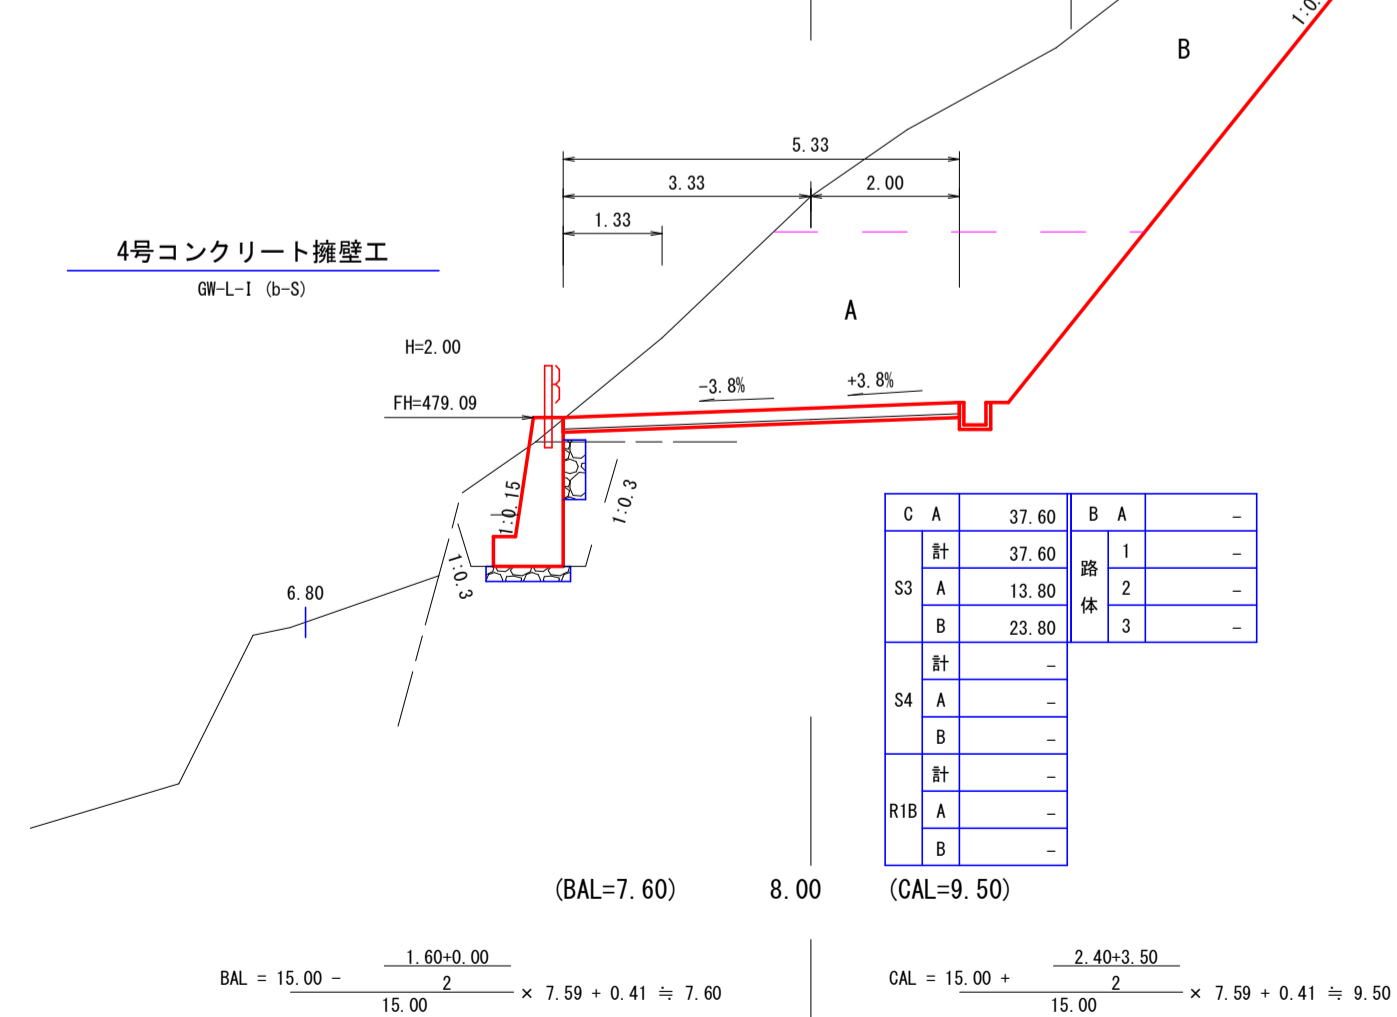 1:0.
B
5.33
3.33
2.00
1.33
4号コンクリート擁壁工
GW-L-I (b-S)
A
H=2.00
-3.8%
+3.8%
FH=479.09
1:0.15
1:0.3
1:0.3
6.80
C A 37.60 B A -
S3 計 37.60 路体 1 -
A 13.80 2 -
B 23.80 3 -
S4 計 -
A -
B -
R1B 計 -
A -
B -
(BAL=7.60) 8.00 (CAL=9.50)
1.60+0.00
BAL = 15.00 -
2
15.00
× 7.59 + 0.41 ≒ 7.60
2.40+3.50
CAL = 15.00 +
2
15.00
× 7.59 + 0.41 ≒ 9.50